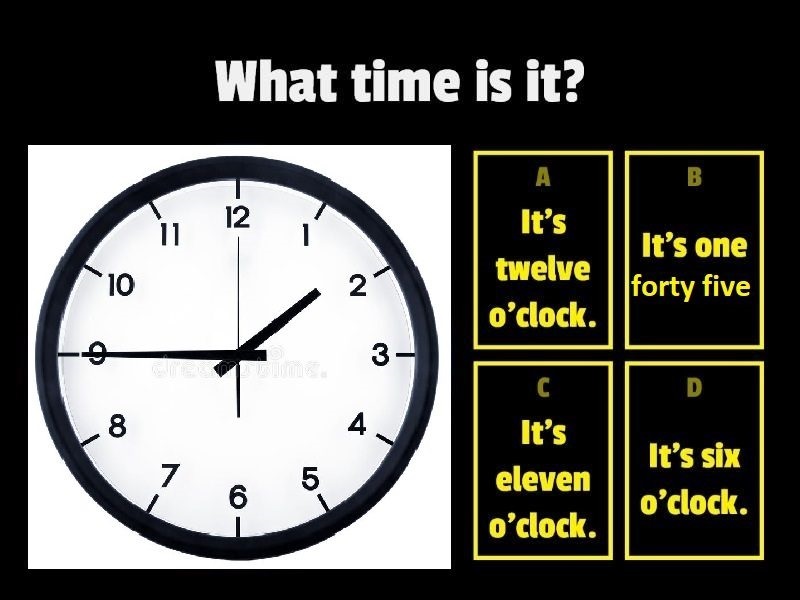 What time is it?
12
11
1
10
2
9
3
8
4
7
5
6
dreamstime.
A
It's
twelve
o'clock.
B
It's one
forty five
C
It's
eleven
o'clock.
D
It's six
o'clock.